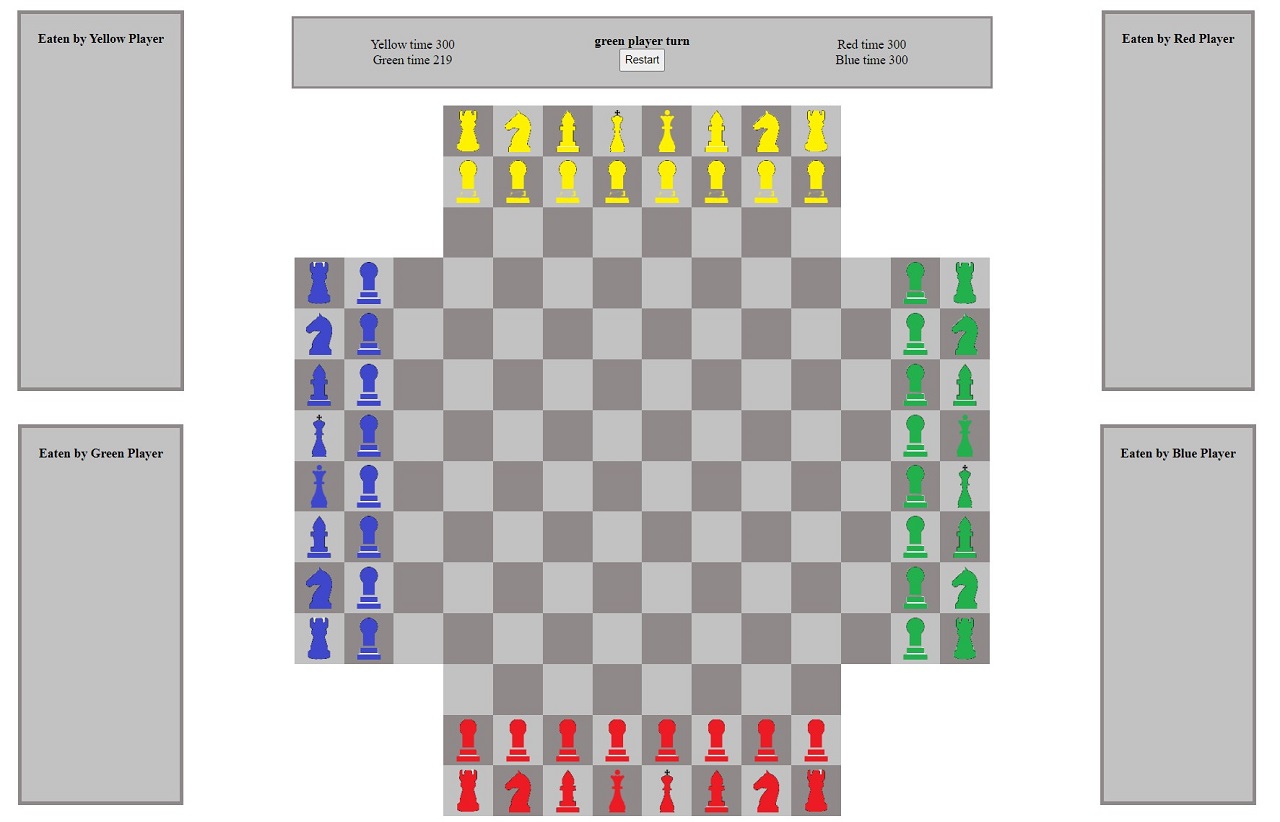 Eaten by Yellow Player
Yellow time 300
Green time 219
green player turn
Restart
Red time 300
Blue time 300
Eaten by Red Player
Eaten by Green Player
Eaten by Blue Player